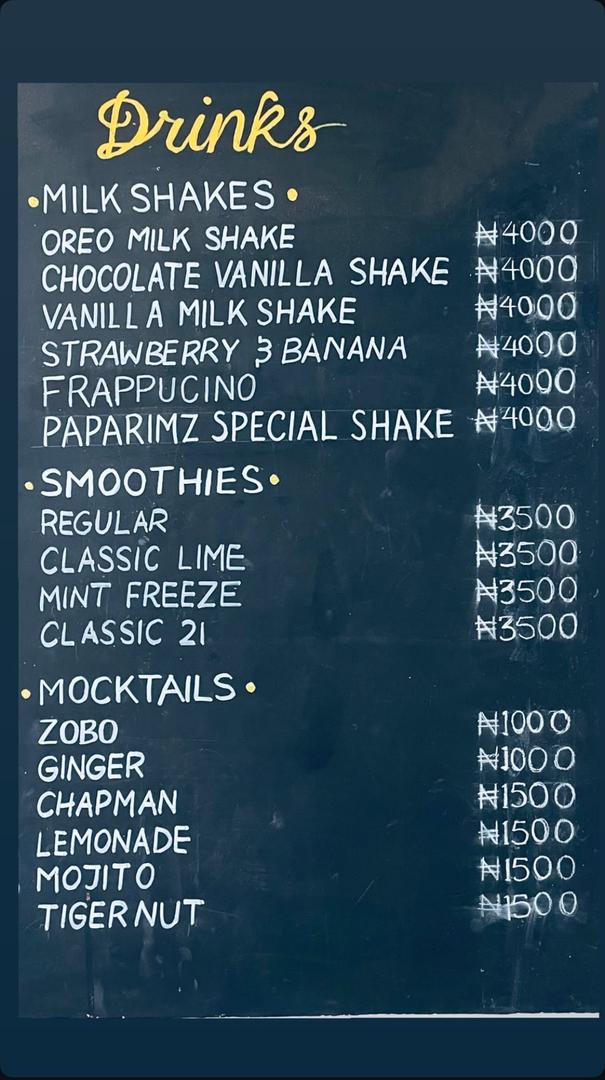 Drinks
•MILK SHAKES•
OREO MILK SHAKE ₦4000
CHOCOLATE VANILLA SHAKE ₦4000
VANILLA MILK SHAKE ₦4000
STRAWBERRY & BANANA ₦4000
FRAPPUCINO ₦4000
PAPARIMZ SPECIAL SHAKE ₦4000
•SMOOTHIES•
REGULAR ₦3500
CLASSIC LIME ₦3500
MINT FREEZE ₦3500
CLASSIC 21 ₦3500
•MOCKTAILS•
ZOBO ₦1000
GINGER ₦1000
CHAPMAN ₦1500
LEMONADE ₦1500
MOJITO ₦1500
TIGER NUT ₦1500